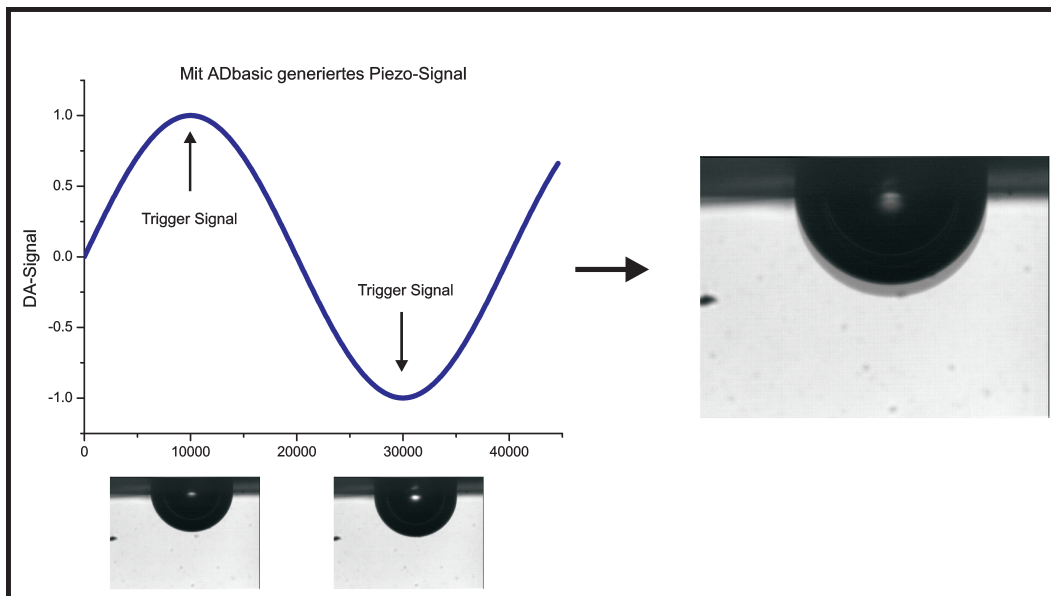 Mit ADbasic generiertes Piezo-Signal
1.0
Trigger Signal
0.5
DA-Signal
0.0
Trigger Signal
-0.5
-1.0
0 10000 20000 30000 40000